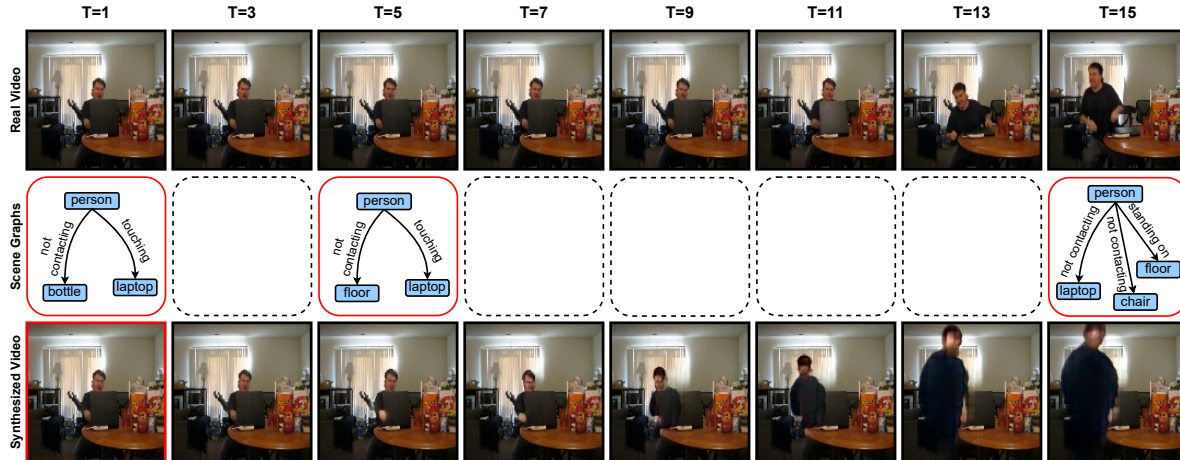 T=1 T=3 T=5 T=7 T=9 T=11 T=13 T=15
Real Video
Scene Graphs
person
not contacting
touching
bottle
laptop
person
not contacting
touching
floor
laptop
person
not contacting
not contacting
standing on
floor
laptop
chair
Synthesized Video